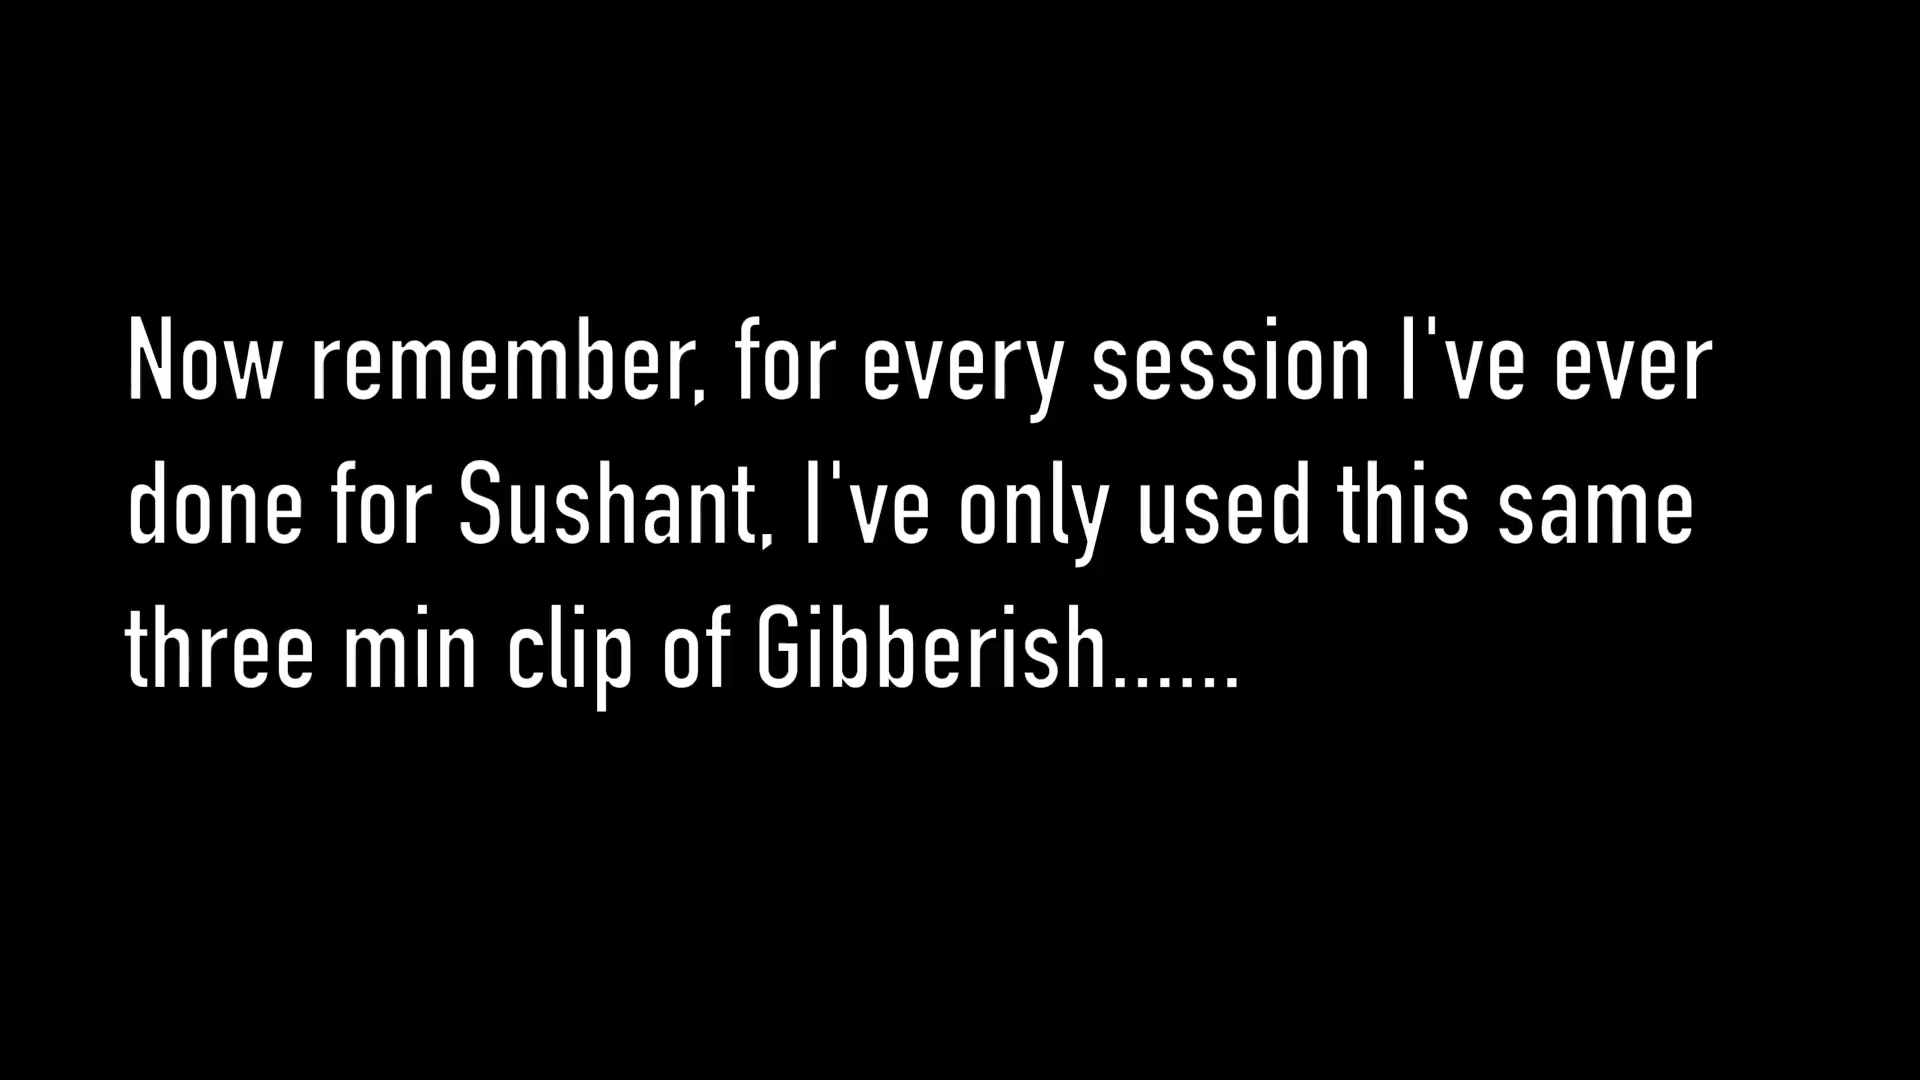 Now remember, for every session I've ever
done for Sushant, I've only used this same
three min clip of Gibberish......